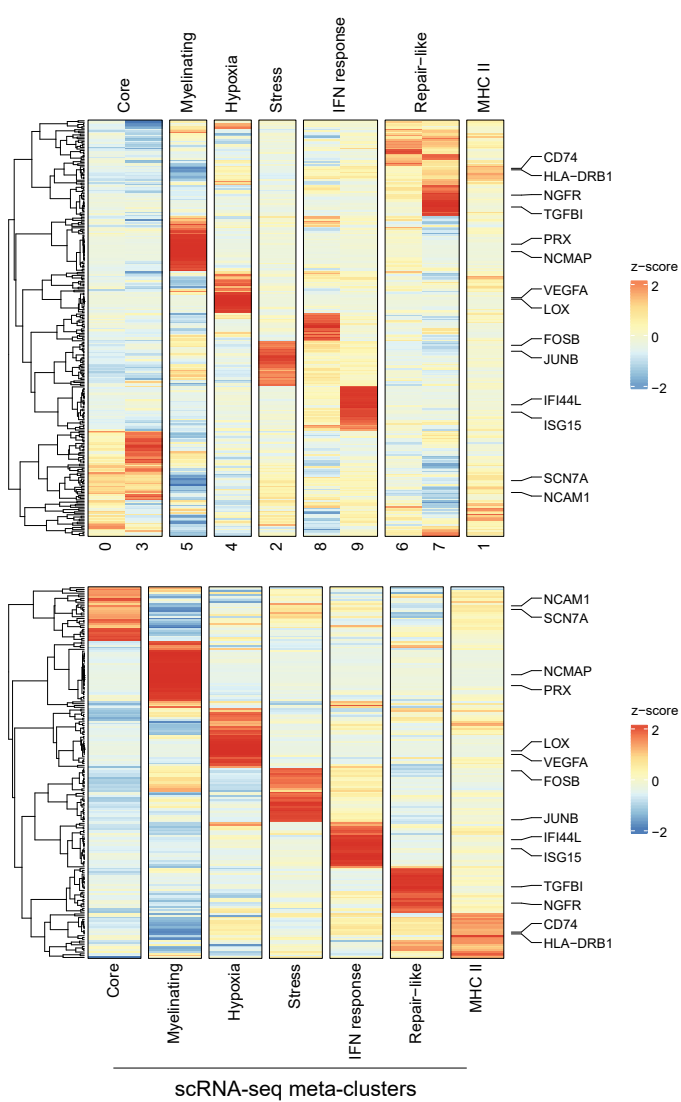 Core
Myelinating
Hypoxia
Stress
IFN response
Repair−like
MHC II
CD74
HLA−DRB1
NGFR
TGFBI
PRX
NCMAP
VEGFA
LOX
FOSB
JUNB
IFI44L
ISG15
SCN7A
NCAM1
z−score
2
0
−2
0
3
5
4
2
8
9
6
7
1
NCAM1
SCN7A
NCMAP
PRX
LOX
VEGFA
FOSB
JUNB
IFI44L
ISG15
TGFBI
NGFR
CD74
HLA−DRB1
z−score
2
0
−2
Core
Myelinating
Hypoxia
Stress
IFN response
Repair−like
MHC II
scRNA-seq meta-clusters